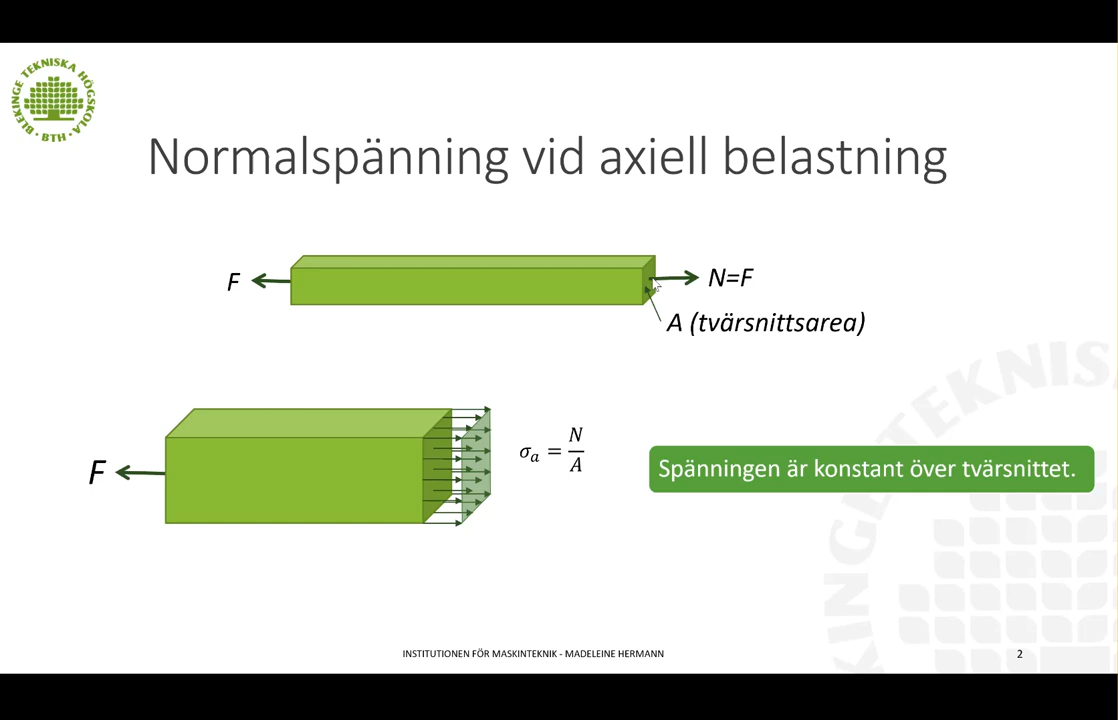 BLEKINGE TEKNISKA HÖGSKOLA · BTH ·
Normalspänning vid axiell belastning
F
N=F
A (tvärsnittsarea)
F
σₐ = N/A
Spänningen är konstant över tvärsnittet.
INSTITUTIONEN FÖR MASKINTEKNIK - MADELEINE HERMANN
2